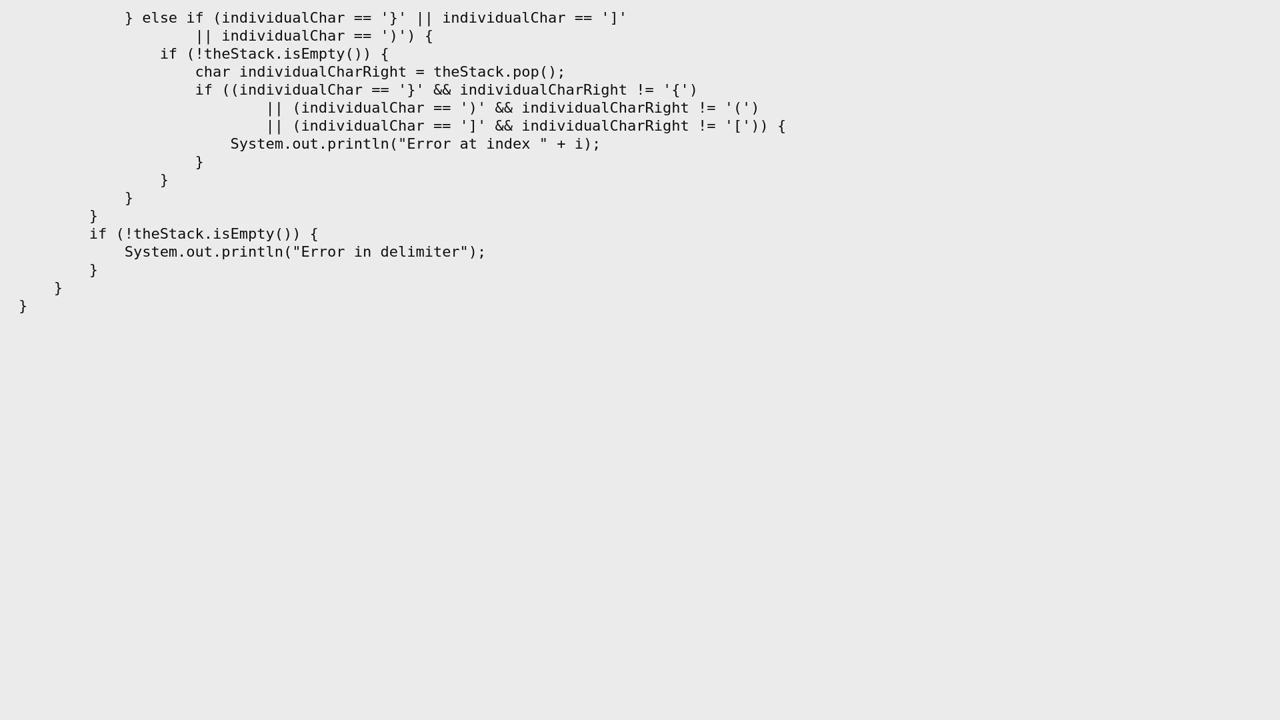 } else if (individualChar == '}' || individualChar == ']'
                    || individualChar == ')') {
                if (!theStack.isEmpty()) {
                    char individualCharRight = theStack.pop();
                    if ((individualChar == '}' && individualCharRight != '{')
                            || (individualChar == ')' && individualCharRight != '(')
                            || (individualChar == ']' && individualCharRight != '[')) {
                        System.out.println("Error at index " + i);
                    }
                }
            }
        }
        if (!theStack.isEmpty()) {
            System.out.println("Error in delimiter");
        }
    }
}